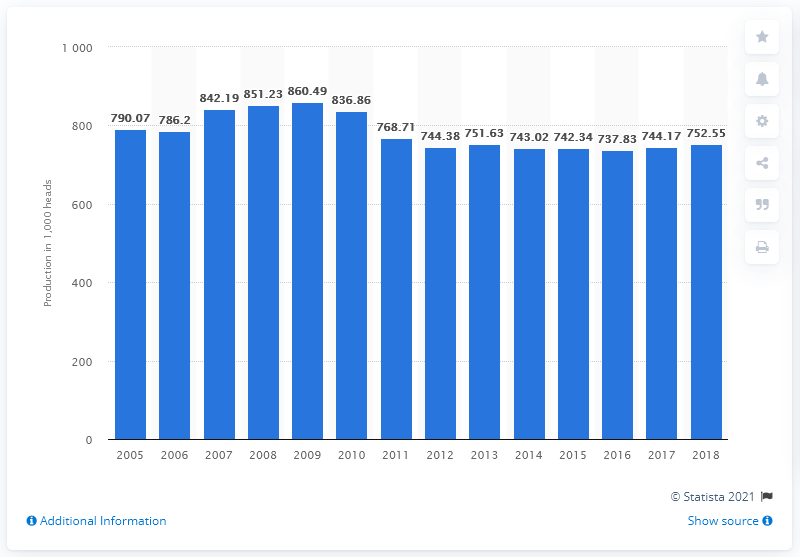 1 000
800
600
400
200
0
Production in 1,000 heads
790.07 786.2 842.19 851.23 860.49 836.86 768.71 744.38 751.63 743.02 742.34 737.83 744.17 752.55
2005 2006 2007 2008 2009 2010 2011 2012 2013 2014 2015 2016 2017 2018
© Statista 2021
Additional Information
Show source